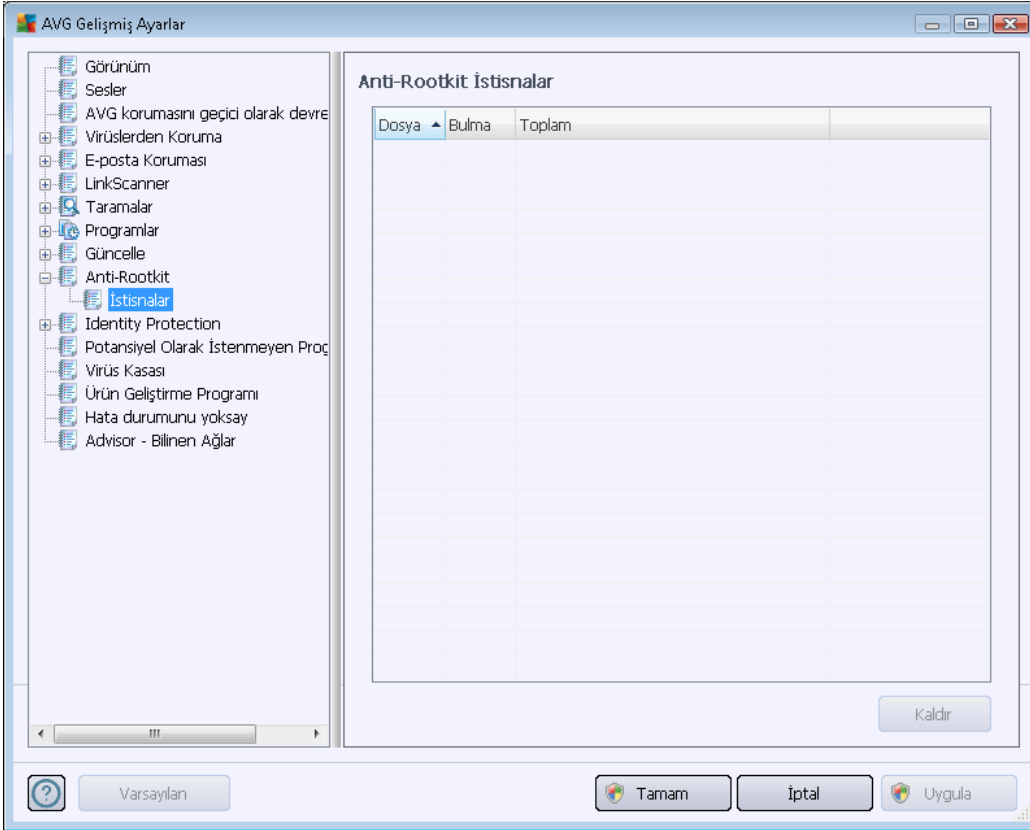 AVG Gelişmiş Ayarlar
Görünüm
Sesler
AVG korumasını geçici olarak devre
Virüslerden Koruma
E-posta Koruması
LinkScanner
Taramalar
Programlar
Güncelle
Anti-Rootkit
İstisnalar
Identity Protection
Potansiyel Olarak İstenmeyen Prog
Virüs Kasası
Ürün Geliştirme Programı
Hata durumunu yoksay
Advisor - Bilinen Ağlar
Anti-Rootkit İstisnalar
Dosya Bulma Toplam
Kaldır
Varsayılan Tamam İptal Uygula